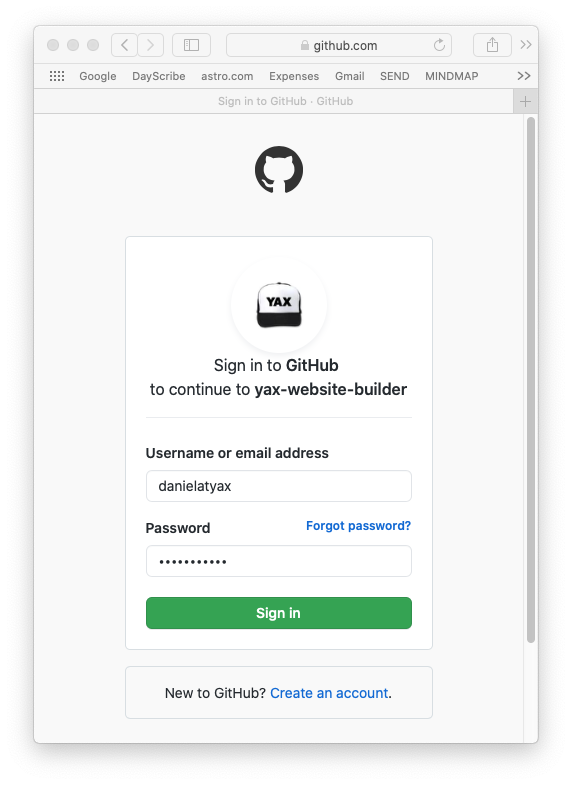 github.com
Google DayScribe astro.com Expenses Gmail SEND MINDMAP
Sign in to GitHub · GitHub
YAX
Sign in to GitHub
to continue to yax-website-builder
Username or email address
danielatyax
Password Forgot password?
•••••••••••
Sign in
New to GitHub? Create an account.